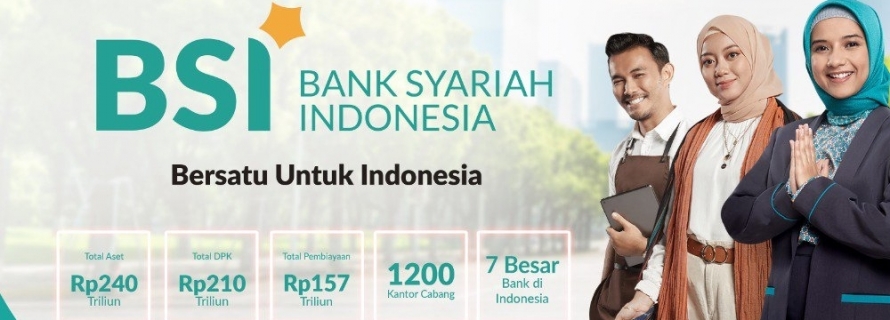 BSI
BANK SYARIAH
INDONESIA
Bersatu Untuk Indonesia
Total Aset
Rp240
Triliun
Total DPK
Rp210
Triliun
Total Pembiayaan
Rp157
Triliun
1200
Kantor Cabang
7 Besar
Bank di
Indonesia